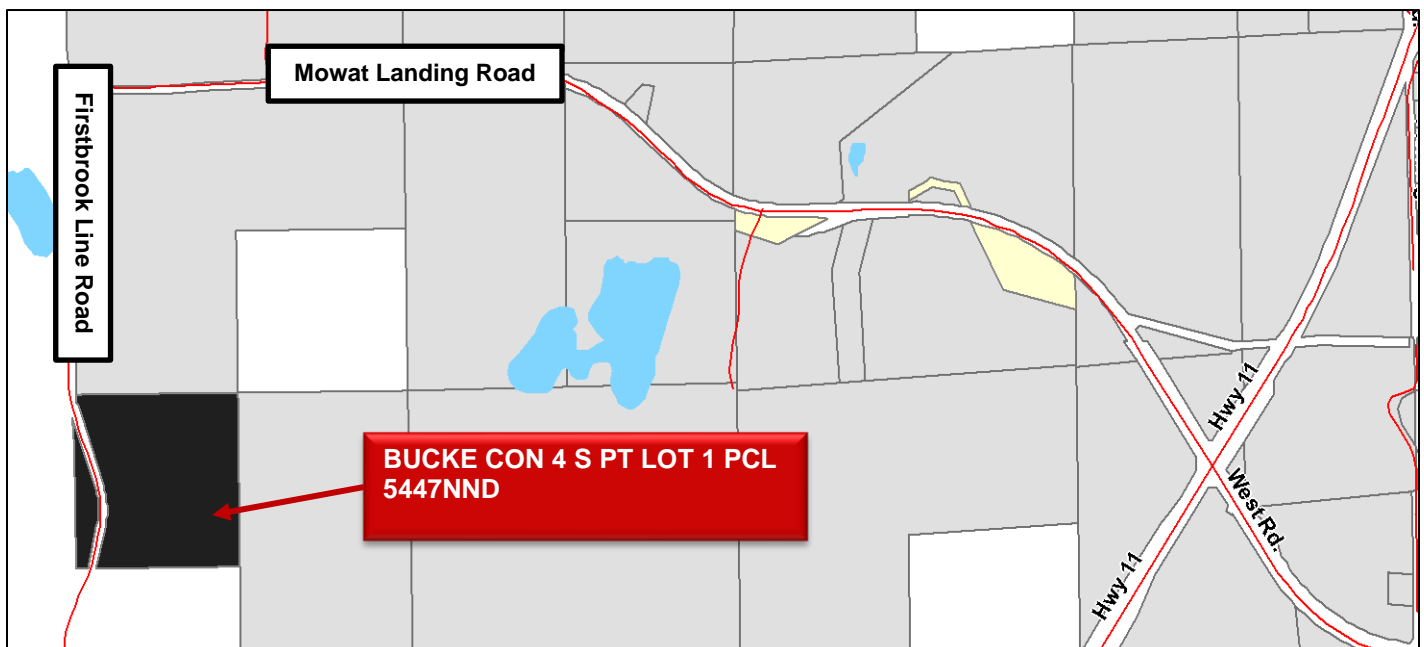 Mowat Landing Road
Firstbrook Line Road
BUCKE CON 4 S PT LOT 1 PCL
5447NND
Hwy 11
West Rd.
Hwy 11